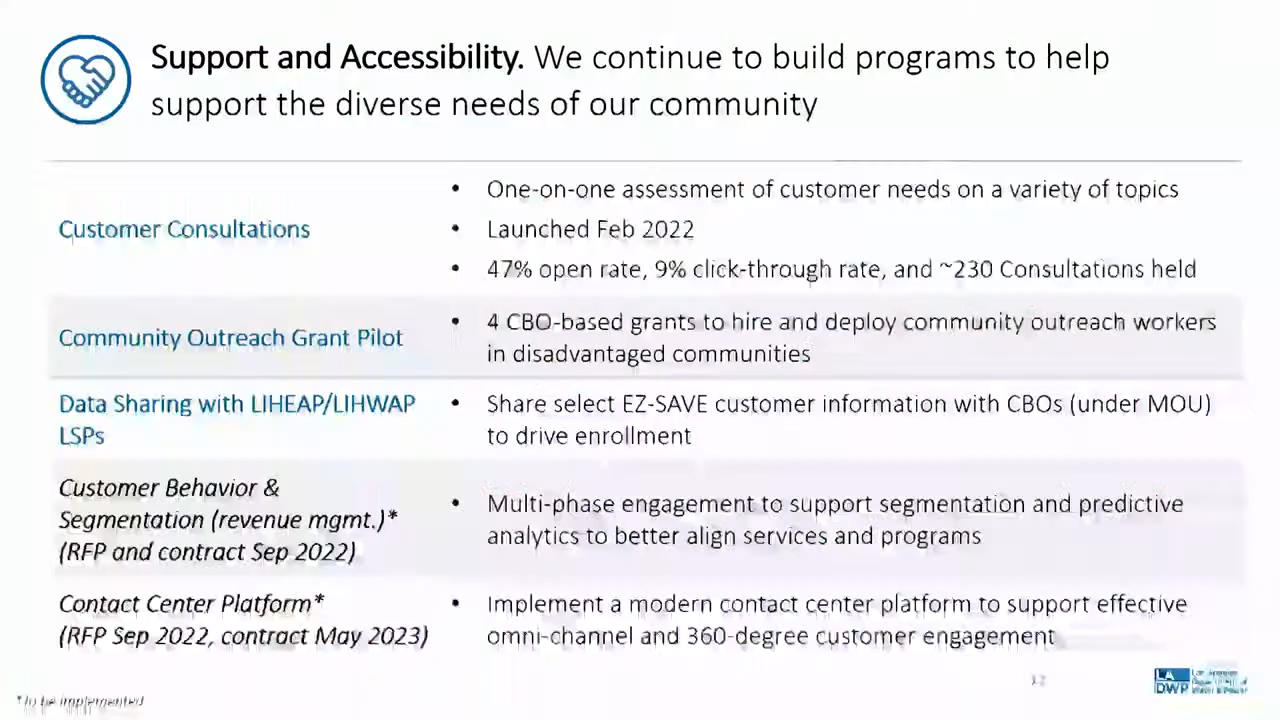 Support and Accessibility. We continue to build programs to help
support the diverse needs of our community
Customer Consultations
• One-on-one assessment of customer needs on a variety of topics
• Launched Feb 2022
• 47% open rate, 9% click-through rate, and ~230 Consultations held
Community Outreach Grant Pilot
• 4 CBO-based grants to hire and deploy community outreach workers
in disadvantaged communities
Data Sharing with LIHEAP/LIHWAP
LSPs
• Share select EZ-SAVE customer information with CBOs (under MOU)
to drive enrollment
Customer Behavior &
Segmentation (revenue mgmt.)*
(RFP and contract Sep 2022)
• Multi-phase engagement to support segmentation and predictive
analytics to better align services and programs
Contact Center Platform*
(RFP Sep 2022, contract May 2023)
• Implement a modern contact center platform to support effective
omni-channel and 360-degree customer engagement
*To be implemented
12
LA
DWP